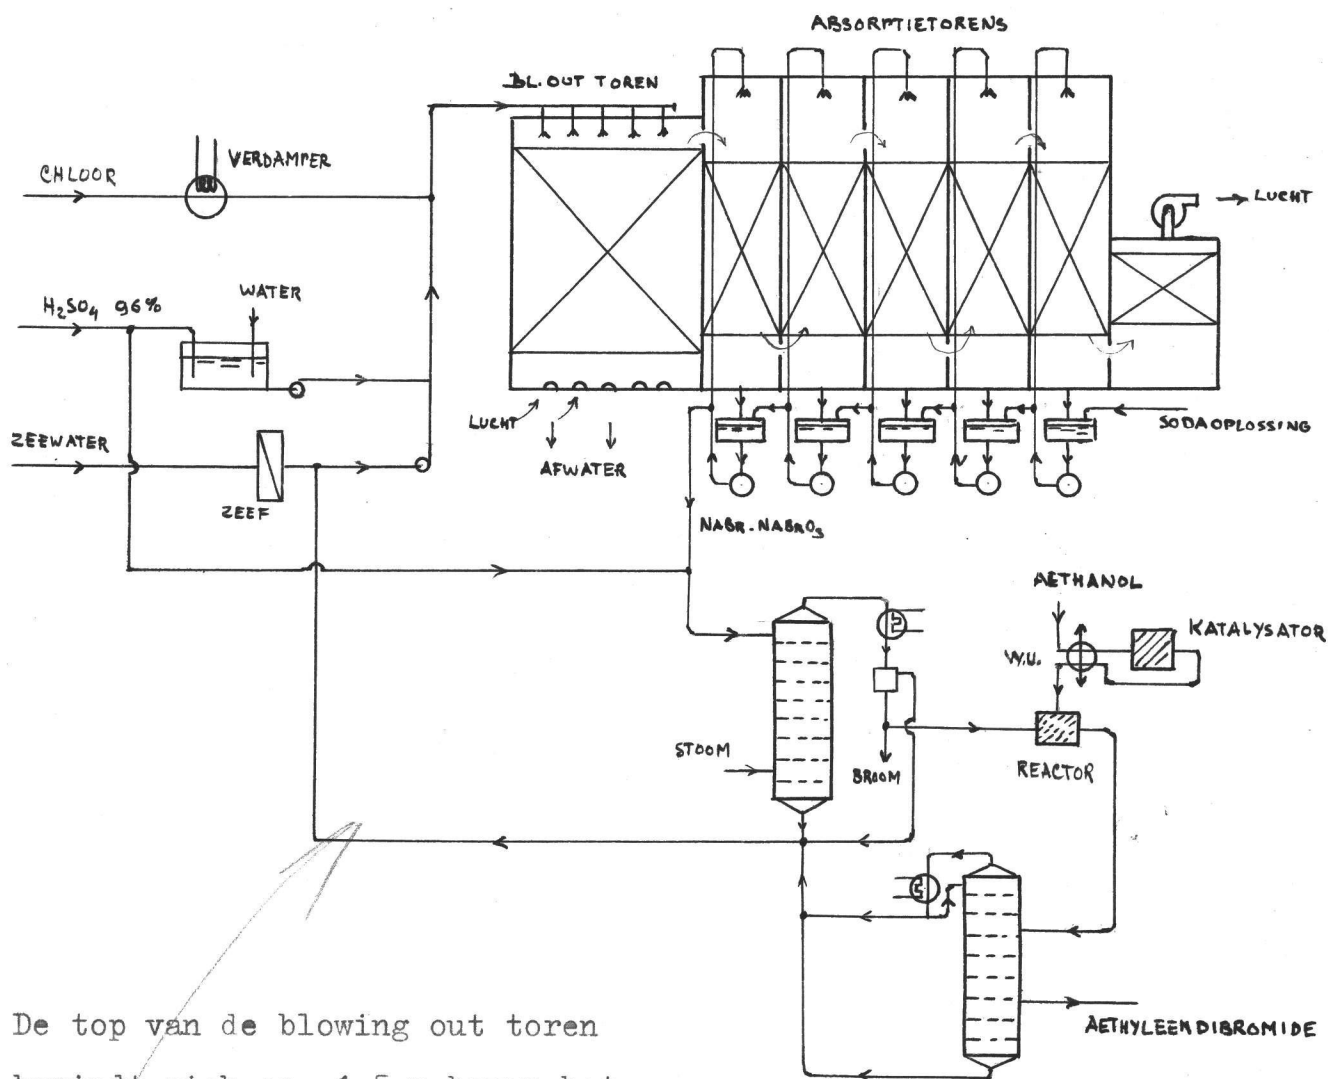 ABSORPTIETORENS
BL.OUT TOREN
VERDAMPER
CHLOOR
LUCHT
H₂SO₄ 96%
WATER
ZEEWATER
ZEEF
LUCHT
AFWATER
SODAOPLOSSING
NABR-NABRO₃
AETHANOL
KATALYSATOR
W.U.
STOOM
BROOM
REACTOR
AETHYLEENDIBROMIDE
De top van de blowing out toren